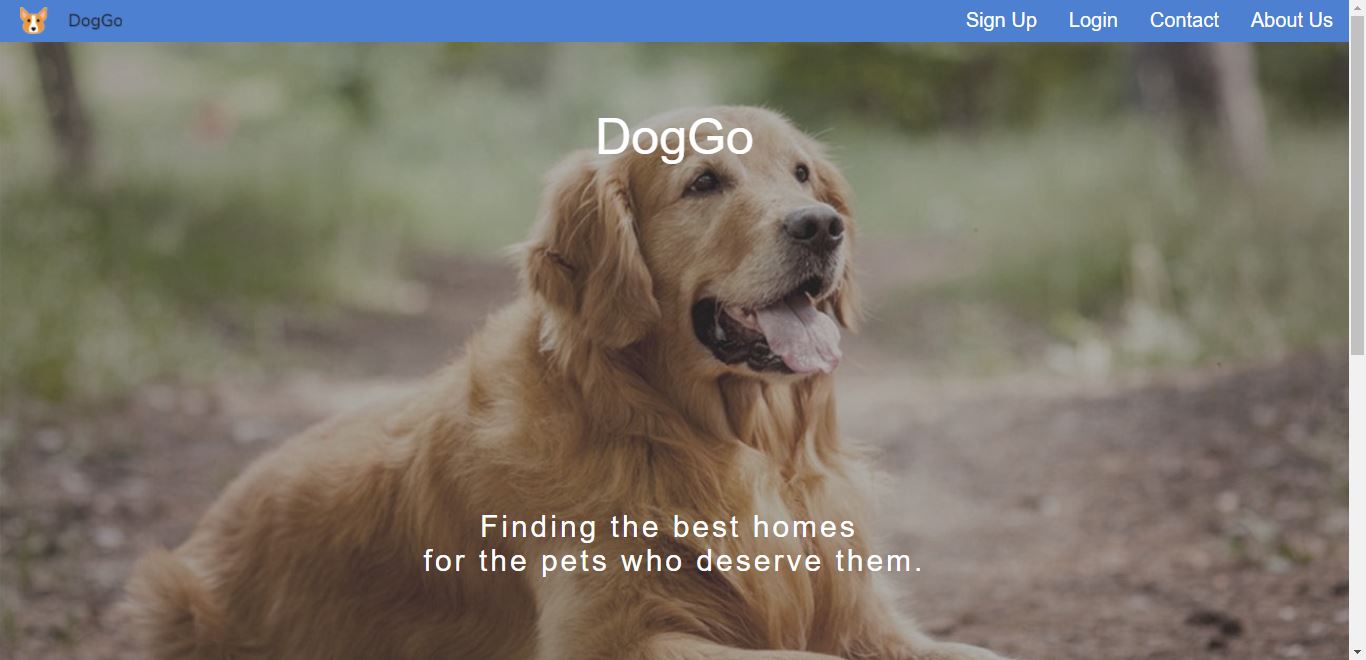 DogGo
Sign Up Login Contact About Us
DogGo
Finding the best homes
for the pets who deserve them.